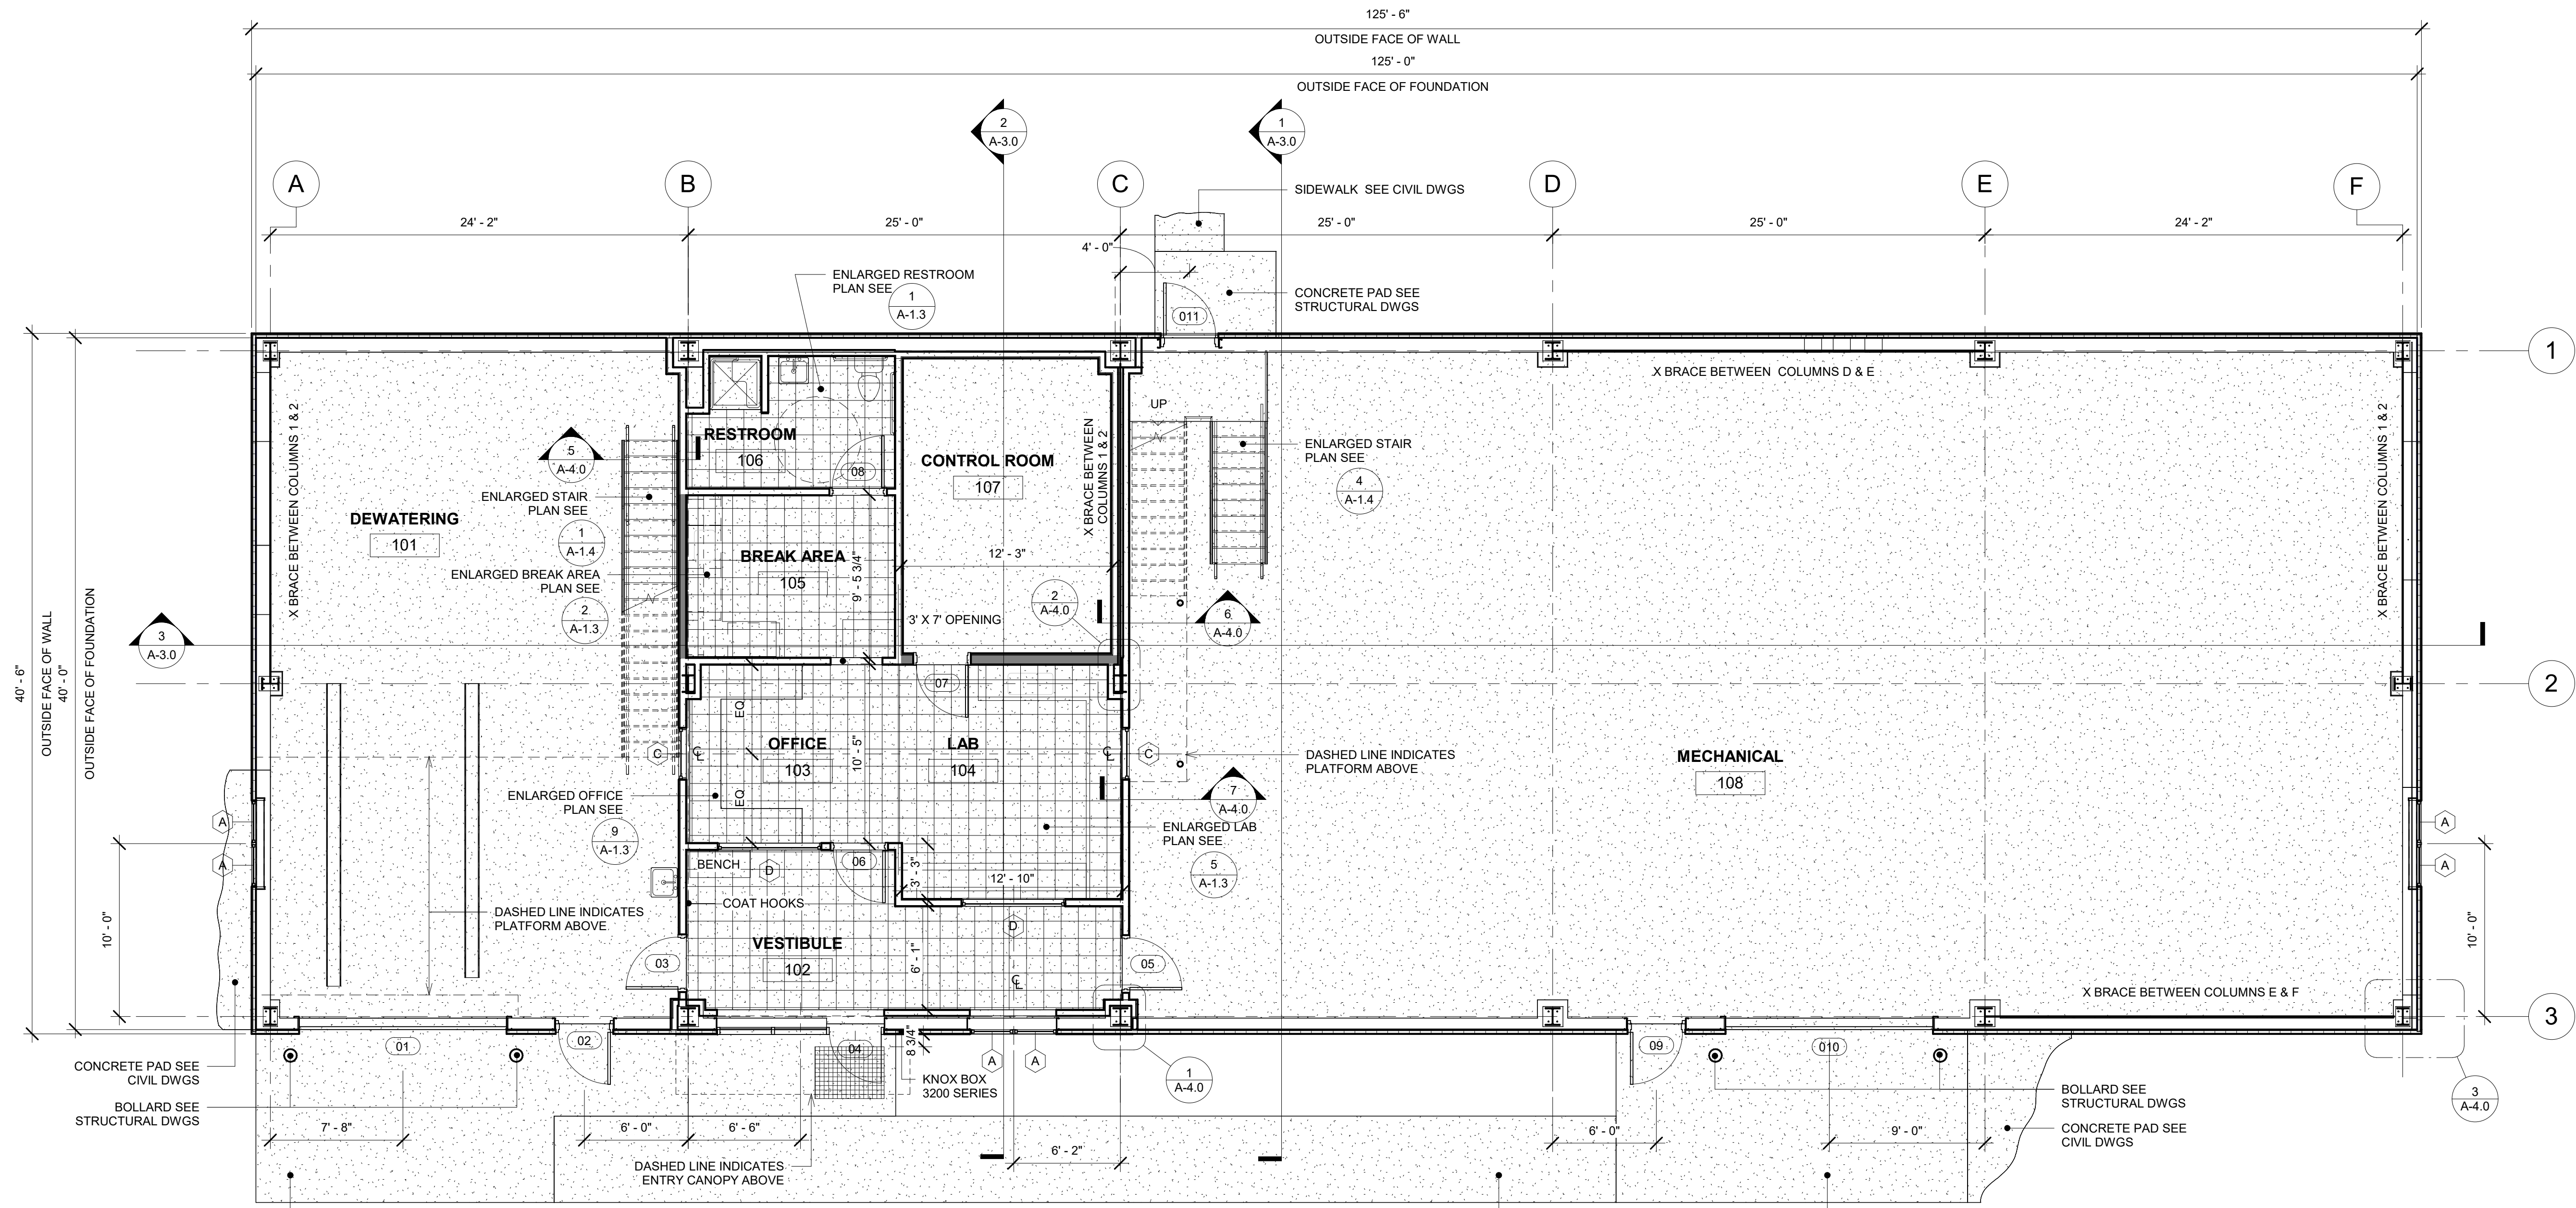 125' - 6"
OUTSIDE FACE OF WALL
125' - 0"
OUTSIDE FACE OF FOUNDATION
2
A-3.0
1
A-3.0
A
B
C
D
E
F
SIDEWALK SEE CIVIL DWGS
24' - 2"
25' - 0"
25' - 0"
25' - 0"
24' - 2"
4' - 0"
ENLARGED RESTROOM
PLAN SEE
1
A-1.3
CONCRETE PAD SEE
STRUCTURAL DWGS
011
1
X BRACE BETWEEN COLUMNS D & E
X BRACE BETWEEN COLUMNS 1 & 2
UP
X BRACE BETWEEN
COLUMNS 1 & 2
X BRACE BETWEEN COLUMNS 1 & 2
RESTROOM
106
08
CONTROL ROOM
107
5
A-4.0
ENLARGED STAIR
PLAN SEE
4
A-1.4
ENLARGED STAIR
PLAN SEE
1
A-1.4
DEWATERING
101
BREAK AREA
105
9' - 5 3/4"
12' - 3"
ENLARGED BREAK AREA
PLAN SEE
2
A-1.3
2
A-4.0
3' X 7' OPENING
6
A-4.0
3
A-3.0
40' - 6"
OUTSIDE FACE OF WALL
40' - 0"
OUTSIDE FACE OF FOUNDATION
2
07
EQ
OFFICE
103
10' - 5"
LAB
104
C
C
DASHED LINE INDICATES
PLATFORM ABOVE
MECHANICAL
108
EQ
ENLARGED OFFICE
PLAN SEE
9
A-1.3
7
A-4.0
ENLARGED LAB
PLAN SEE
5
A-1.3
A
A
A
A
BENCH
D
06
3' - 3"
12' - 10"
COAT HOOKS
DASHED LINE INDICATES
PLATFORM ABOVE
10' - 0"
10' - 0"
VESTIBULE
102
6' - 1"
D
03
05
X BRACE BETWEEN COLUMNS E & F
3
01
02
04
8 3/4"
A
A
09
010
CONCRETE PAD SEE
CIVIL DWGS
KNOX BOX
3200 SERIES
1
A-4.0
BOLLARD SEE
STRUCTURAL DWGS
BOLLARD SEE
STRUCTURAL DWGS
3
A-4.0
7' - 8"
6' - 0"
6' - 6"
6' - 2"
6' - 0"
9' - 0"
CONCRETE PAD SEE
CIVIL DWGS
DASHED LINE INDICATES
ENTRY CANOPY ABOVE